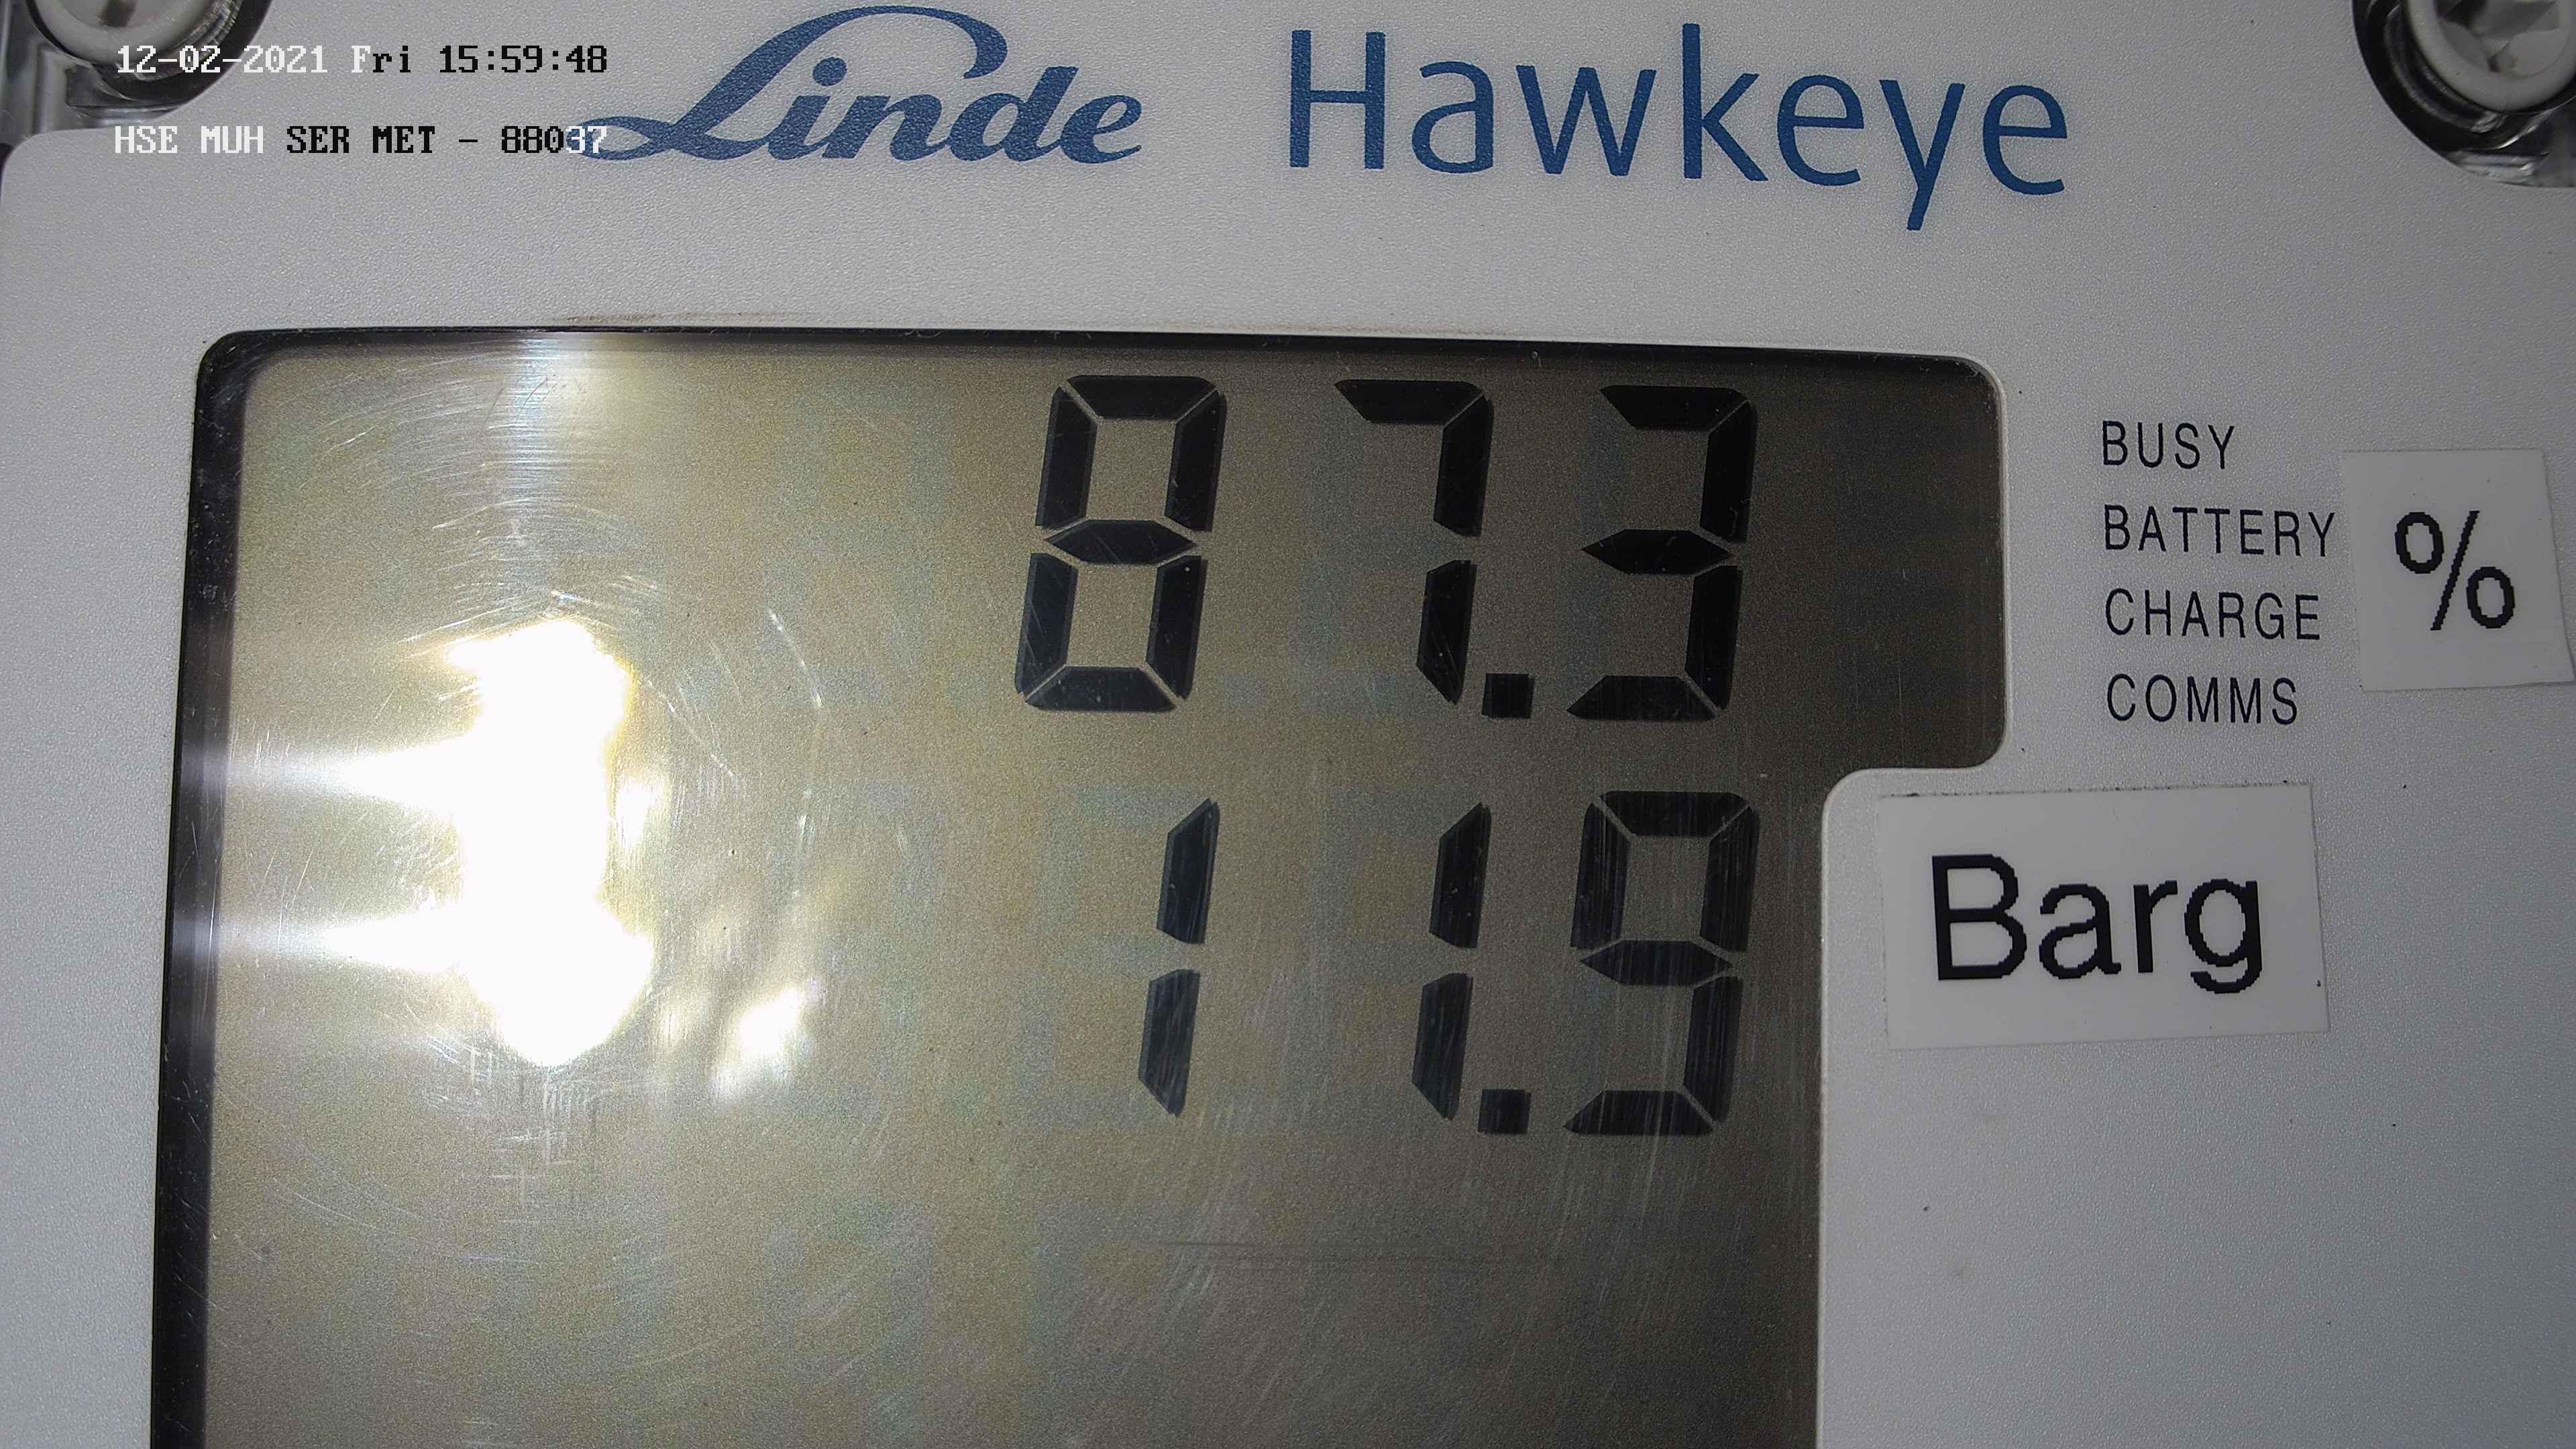 12-02-2021 Fri 15:59:48
HSE MUH SER MET - 88037
Linde Hawkeye
87.3
BUSY
BATTERY
CHARGE
COMMS
%
11.9
Barg